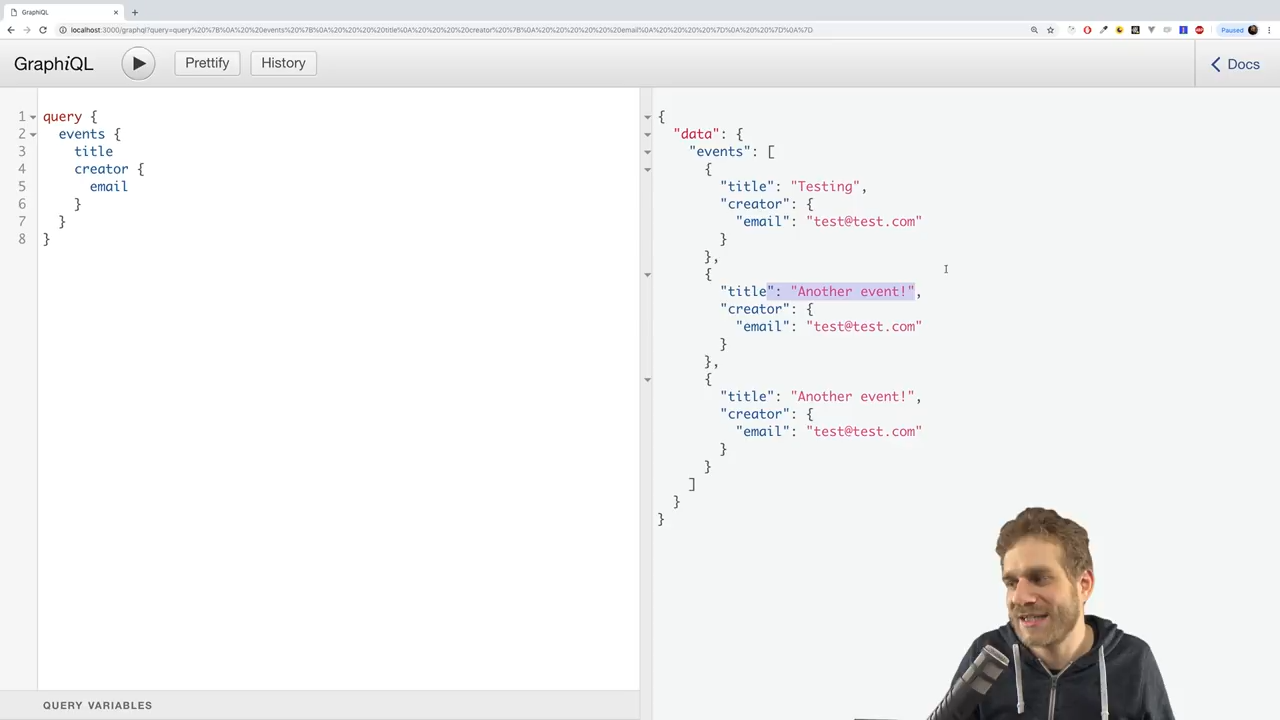 GraphiQL
localhost:3000/graphql?query=query%20%7B%0A%20%20events%20%7B%0A%20%20%20%20title%0A%20%20%20%20creator%20%7B%0A%20%20%20%20%20%20email%0A%20%20%20%20%7D%0A%20%20%7D%0A%7D
Paused
GraphiQL
Prettify
History
Docs
1 query {
2 events {
3 title
4 creator {
5 email
6 }
7 }
8 }
{
"data": {
"events": [
{
"title": "Testing",
"creator": {
"email": "test@test.com"
}
},
{
"title": "Another event!",
"creator": {
"email": "test@test.com"
}
},
{
"title": "Another event!",
"creator": {
"email": "test@test.com"
}
}
]
}
}
QUERY VARIABLES